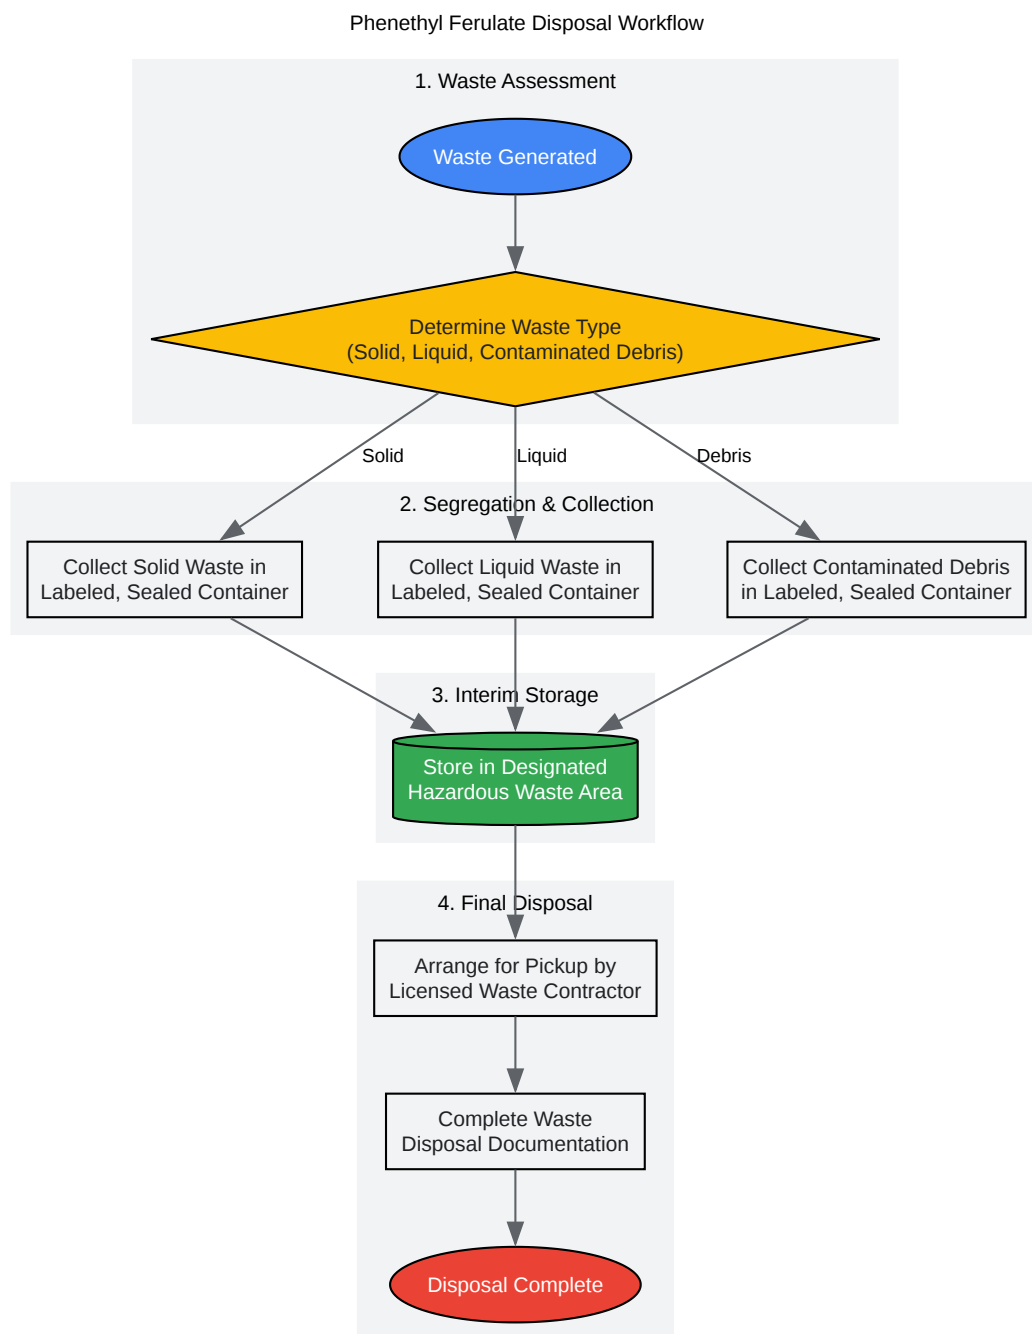 Phenethyl Ferulate Disposal Workflow
1. Waste Assessment
Waste Generated
Determine Waste Type
(Solid, Liquid, Contaminated Debris)
Solid
Liquid
Debris
2. Segregation & Collection
Collect Solid Waste in
Labeled, Sealed Container
Collect Liquid Waste in
Labeled, Sealed Container
Collect Contaminated Debris
in Labeled, Sealed Container
3. Interim Storage
Store in Designated
Hazardous Waste Area
4. Final Disposal
Arrange for Pickup by
Licensed Waste Contractor
Complete Waste
Disposal Documentation
Disposal Complete